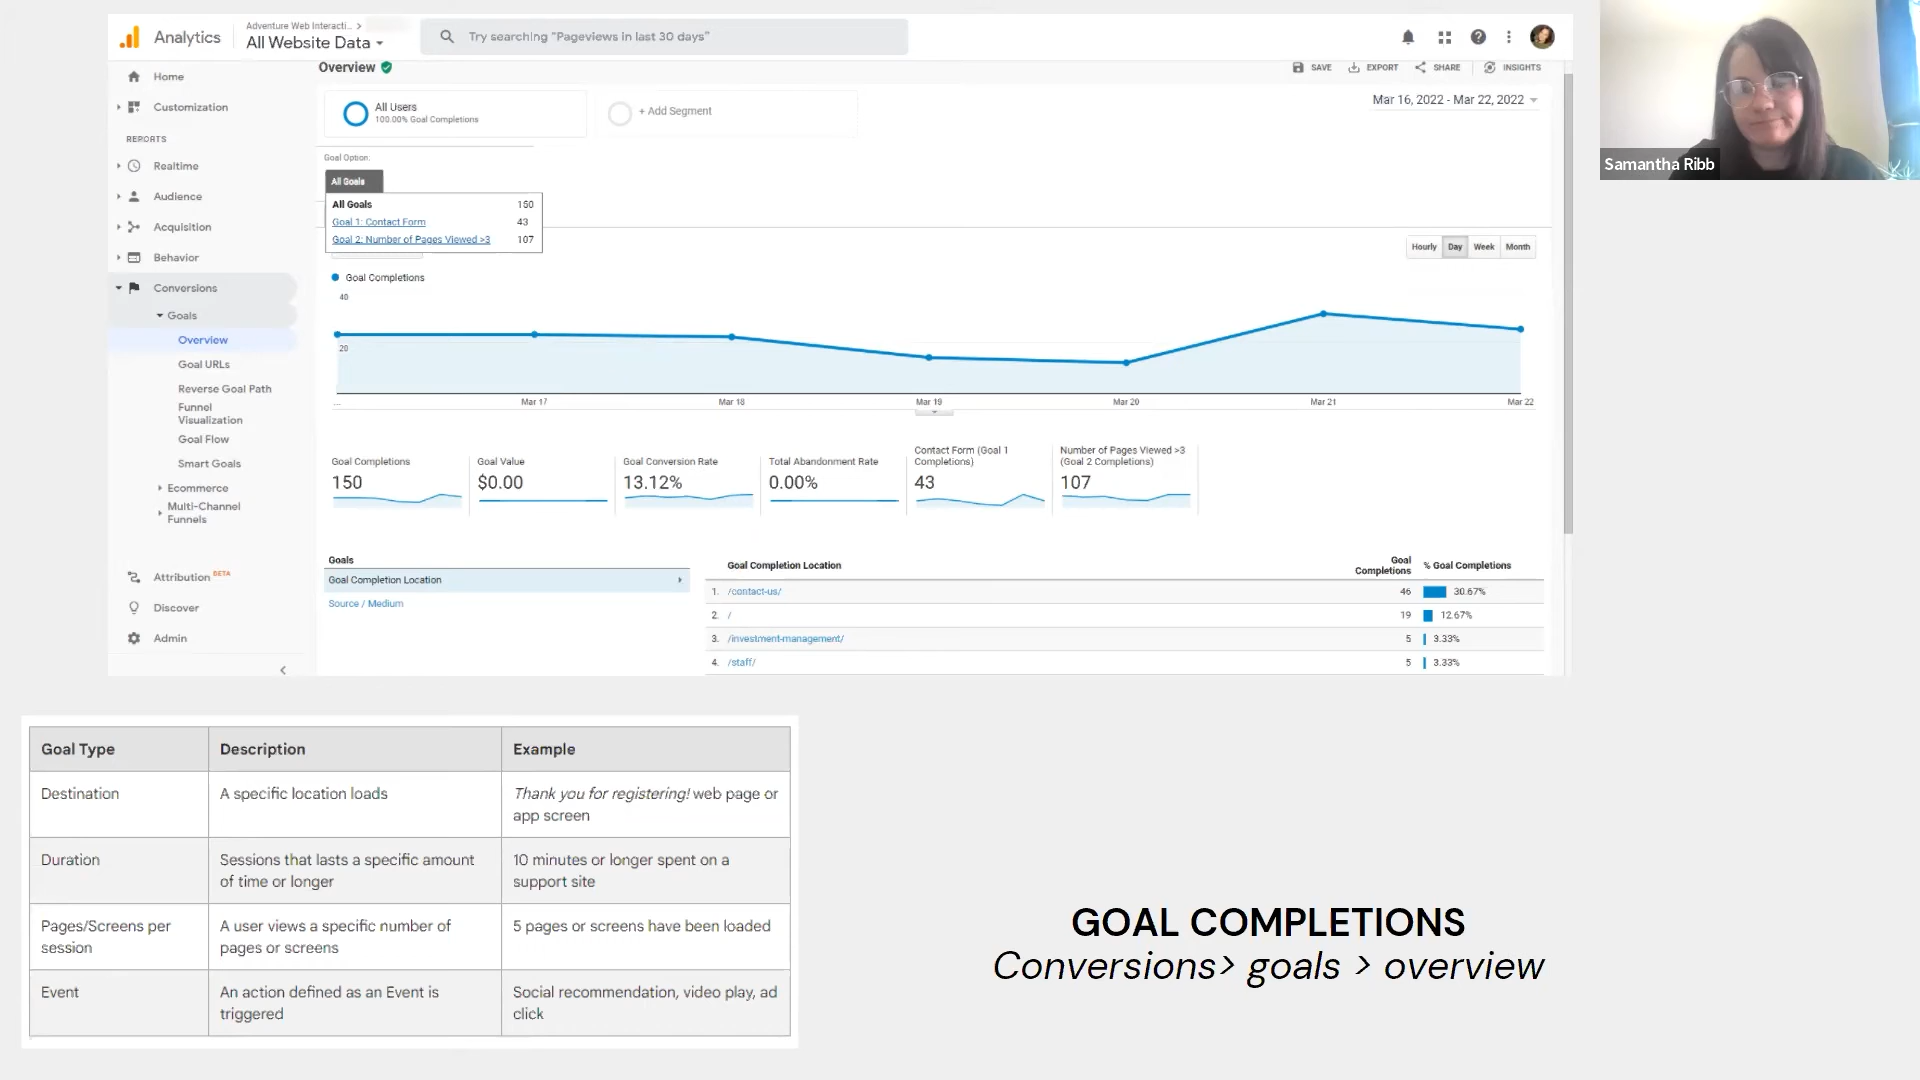 Analytics
Adventure Web Interacti... >
All Website Data
Try searching "Pageviews in last 30 days"
Samantha Ribb
Home
Customization
REPORTS
Realtime
Audience
Acquisition
Behavior
Conversions
Goals
Overview
Goal URLs
Reverse Goal Path
Funnel
Visualization
Goal Flow
Smart Goals
Ecommerce
Multi-Channel
Funnels
Attribution BETA
Discover
Admin
Overview
SAVE
EXPORT
SHARE
INSIGHTS
All Users
100.00% Goal Completions
+ Add Segment
Mar 16, 2022 - Mar 22, 2022
Goal Option:
All Goals
All Goals 150
Goal 1: Contact Form 43
Goal 2: Number of Pages Viewed >3 107
Hourly Day Week Month
Goal Completions
40
20
... Mar 17 Mar 18 Mar 19 Mar 20 Mar 21 Mar 22
Goal Completions
150
Goal Value
$0.00
Goal Conversion Rate
13.12%
Total Abandonment Rate
0.00%
Contact Form (Goal 1
Completions)
43
Number of Pages Viewed >3
(Goal 2 Completions)
107
Goals
Goal Completion Location
Source / Medium
Goal Completion Location
Goal
Completions
% Goal Completions
1. /contact-us/ 46 30.67%
2. / 19 12.67%
3. /investment-management/ 5 3.33%
4. /staff/ 5 3.33%
Goal Type Description Example
Destination
A specific location loads
Thank you for registering! web page or
app screen
Duration
Sessions that lasts a specific amount
of time or longer
10 minutes or longer spent on a
support site
Pages/Screens per
session
A user views a specific number of
pages or screens
5 pages or screens have been loaded
Event
An action defined as an Event is
triggered
Social recommendation, video play, ad
click
GOAL COMPLETIONS
Conversions> goals > overview